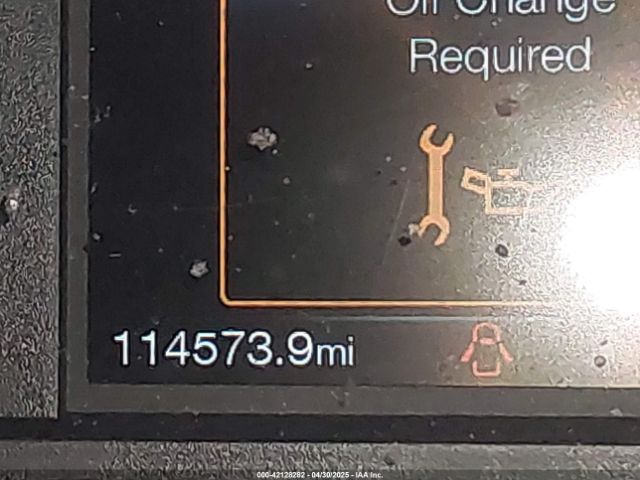 Oil Change
Required
114573.9mi
000-42128282 - 04/30/2025 - IAA Inc.